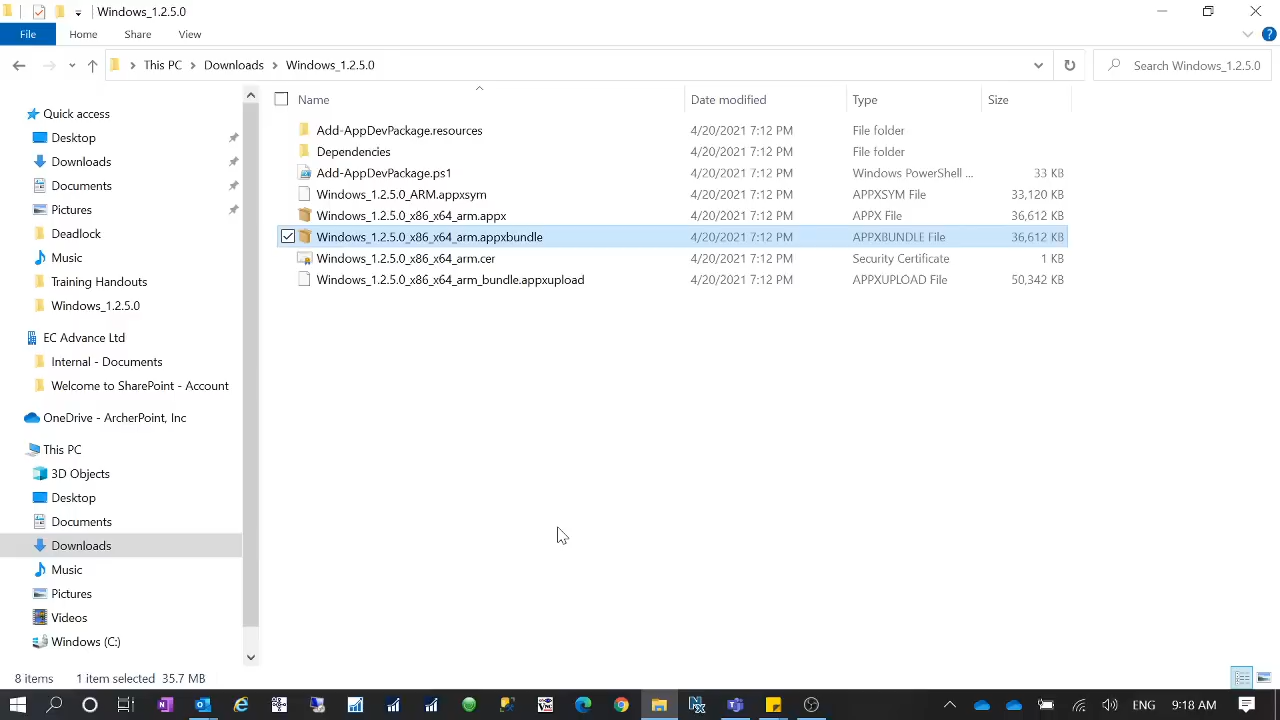 Windows_1.2.5.0
File Home Share View
This PC Downloads Windows_1.2.5.0 Search Windows_1.2.5.0
Name Date modified Type Size
Quick access
Desktop
Downloads
Documents
Pictures
Deadlock
Music
Training Handouts
Windows_1.2.5.0
EC Advance Ltd
Internal - Documents
Welcome to SharePoint - Account
OneDrive - ArcherPoint, Inc
This PC
3D Objects
Desktop
Documents
Downloads
Music
Pictures
Videos
Windows (C:)
Add-AppDevPackage.resources 4/20/2021 7:12 PM File folder
Dependencies 4/20/2021 7:12 PM File folder
Add-AppDevPackage.ps1 4/20/2021 7:12 PM Windows PowerShell ... 33 KB
Windows_1.2.5.0_ARM.appxsym 4/20/2021 7:12 PM APPXSYM File 33,120 KB
Windows_1.2.5.0_x86_x64_arm.appx 4/20/2021 7:12 PM APPX File 36,612 KB
Windows_1.2.5.0_x86_x64_arm.appxbundle 4/20/2021 7:12 PM APPXBUNDLE File 36,612 KB
Windows_1.2.5.0_x86_x64_arm.cer 4/20/2021 7:12 PM Security Certificate 1 KB
Windows_1.2.5.0_x86_x64_arm_bundle.appxupload 4/20/2021 7:12 PM APPXUPLOAD File 50,342 KB
8 items 1 item selected 35.7 MB
ENG 9:18 AM